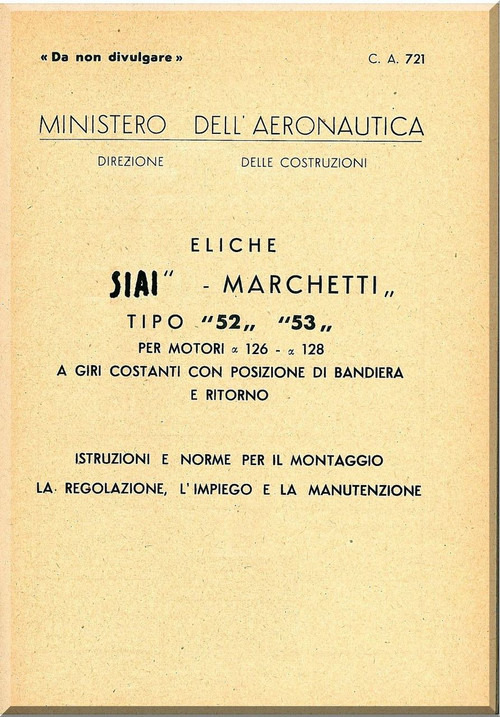 « Da non divulgare »
C. A. 721
MINISTERO DELL'AERONAUTICA
DIREZIONE DELLE COSTRUZIONI
ELICHE
SIAI“ - MARCHETTI„
TIPO “52„ “53„
PER MOTORI α 126 - α 128
A GIRI COSTANTI CON POSIZIONE DI BANDIERA
E RITORNO
ISTRUZIONI E NORME PER IL MONTAGGIO
LA REGOLAZIONE, L'IMPIEGO E LA MANUTENZIONE